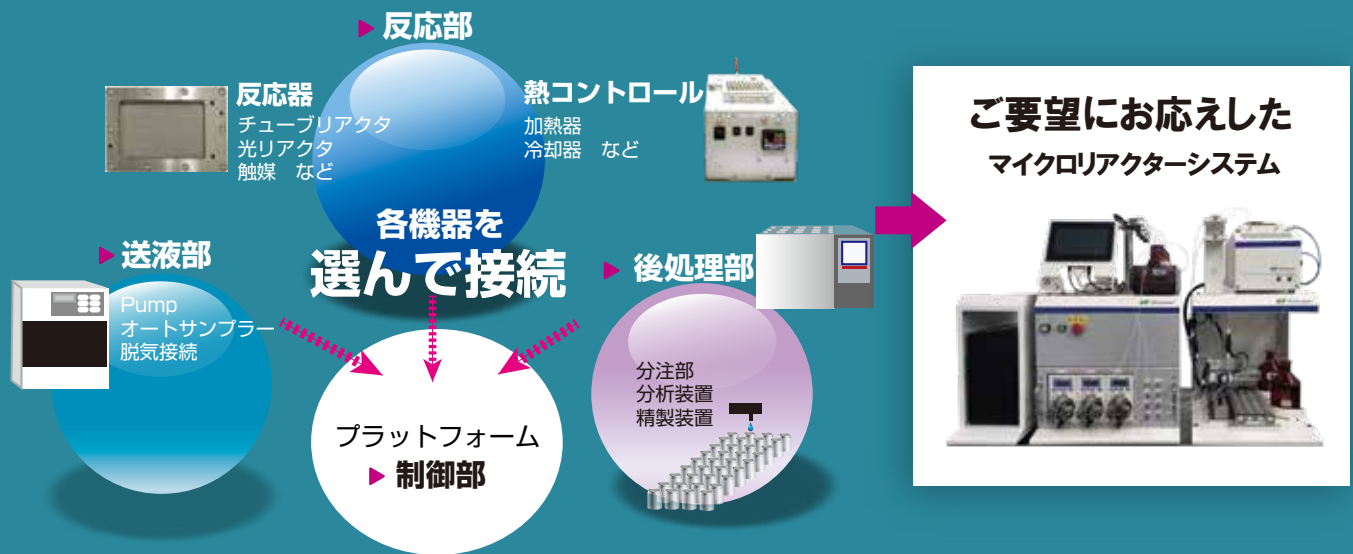 ▶ 反応部
反応器
チューブリアクタ
光リアクタ
触媒　など
熱コントロール
加熱器
冷却器　など
各機器を
選んで接続
▶ 送液部
Pump
オートサンプラー
脱気接続
▶ 後処理部
分注部
分析装置
精製装置
プラットフォーム
▶ 制御部
ご要望にお応えした
マイクロリアクターシステム